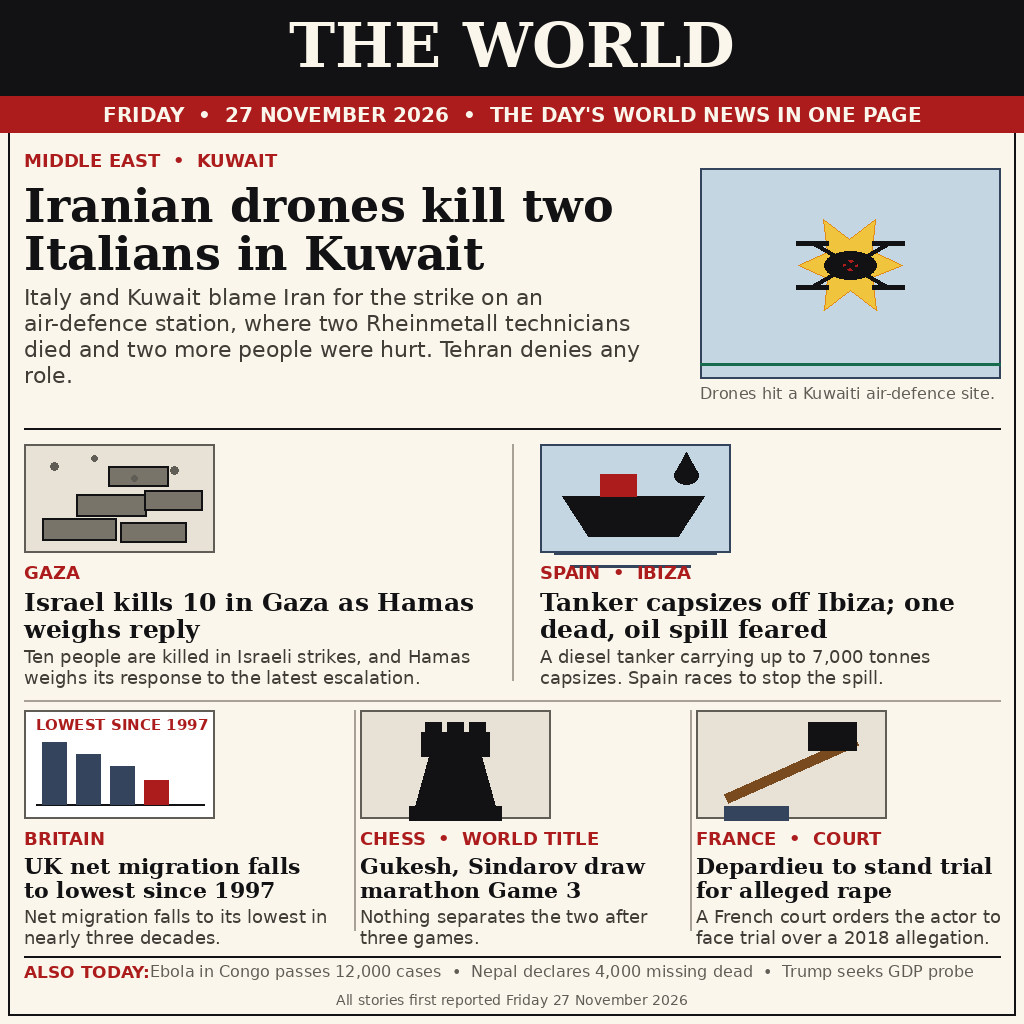 THE WORLD
FRIDAY • 27 NOVEMBER 2026 • THE DAY'S WORLD NEWS IN ONE PAGE
MIDDLE EAST • KUWAIT
Iranian drones kill two
Italians in Kuwait
Italy and Kuwait blame Iran for the strike on an
air-defence station, where two Rheinmetall technicians
died and two more people were hurt. Tehran denies any
role.
Drones hit a Kuwaiti air-defence site.
GAZA
Israel kills 10 in Gaza as Hamas
weighs reply
Ten people are killed in Israeli strikes, and Hamas
weighs its response to the latest escalation.
SPAIN • IBIZA
Tanker capsizes off Ibiza; one
dead, oil spill feared
A diesel tanker carrying up to 7,000 tonnes
capsizes. Spain races to stop the spill.
LOWEST SINCE 1997
BRITAIN
UK net migration falls
to lowest since 1997
Net migration falls to its lowest in
nearly three decades.
CHESS • WORLD TITLE
Gukesh, Sindarov draw
marathon Game 3
Nothing separates the two after
three games.
FRANCE • COURT
Depardieu to stand trial
for alleged rape
A French court orders the actor to
face trial over a 2018 allegation.
ALSO TODAY:Ebola in Congo passes 12,000 cases • Nepal declares 4,000 missing dead • Trump seeks GDP probe
All stories first reported Friday 27 November 2026